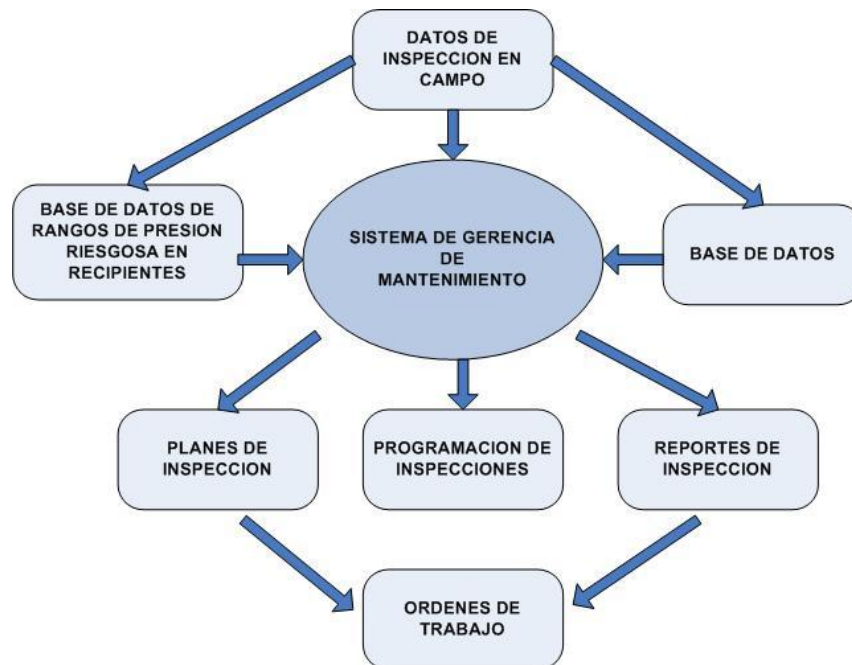 DATOS DE
INSPECCION EN
CAMPO
BASE DE DATOS DE
RANGOS DE PRESION
RIESGOSA EN
RECIPIENTES
SISTEMA DE GERENCIA
DE
MANTENIMIENTO
BASE DE DATOS
PLANES DE
INSPECCION
PROGRAMACION DE
INSPECCIONES
REPORTES DE
INSPECCION
ORDENES DE
TRABAJO